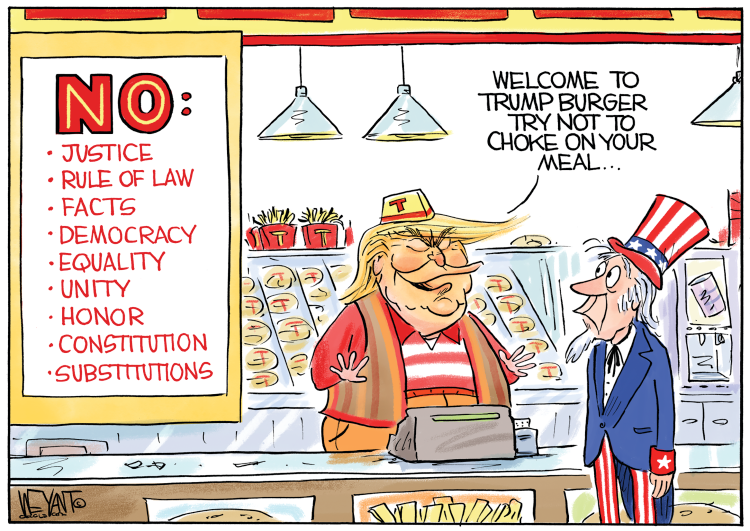 NO:
· JUSTICE
· RULE OF LAW
· FACTS
· DEMOCRACY
· EQUALITY
· UNITY
· HONOR
· CONSTITUTION
· SUBSTITUTIONS
WELCOME TO
TRUMP BURGER
TRY NOT TO
CHOKE ON YOUR
MEAL...
T
T T
WEYANT ©